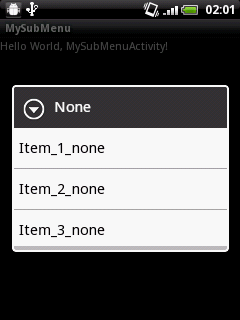 02:01
MySubMenu
Hello World, MySubMenuActivity!
None
Item_1_none
Item_2_none
Item_3_none